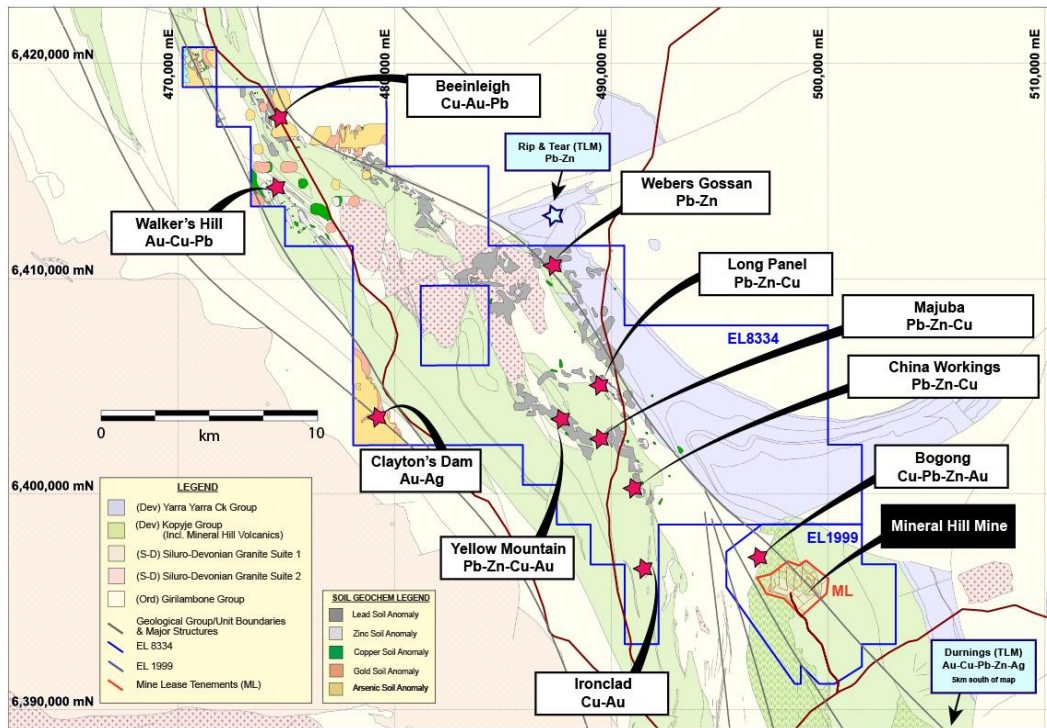 470,000 mE
480,000 mE
490,000 mE
500,000 mE
510,000 mE
6,420,000 mN
6,410,000 mN
6,400,000 mN
6,390,000 mN
Beeinleigh
Cu-Au-Pb
Rip & Tear (TLM)
Pb-Zn
Webers Gossan
Pb-Zn
Walker's Hill
Au-Cu-Pb
Long Panel
Pb-Zn-Cu
Majuba
Pb-Zn-Cu
EL8334
China Workings
Pb-Zn-Cu
0
10
km
Clayton's Dam
Au-Ag
Bogong
Cu-Pb-Zn-Au
Mineral Hill Mine
EL1999
Yellow Mountain
Pb-Zn-Cu-Au
ML
Ironclad
Cu-Au
Durnings (TLM)
Au-Cu-Pb-Zn-Ag
5km south of map
LEGEND
(Dev) Yarra Yarra Ck Group
(Dev) Kopyje Group
(Incl. Mineral Hill Volcanics)
(S-D) Siluro-Devonian Granite Suite 1
(S-D) Siluro-Devonian Granite Suite 2
(Ord) Girilambone Group
Geological Group/Unit Boundaries
& Major Structures
EL 8334
EL 1999
Mine Lease Tenements (ML)
SOIL GEOCHEM LEGEND
Lead Soil Anomaly
Zinc Soil Anomaly
Copper Soil Anomaly
Gold Soil Anomaly
Arsenic Soil Anomaly